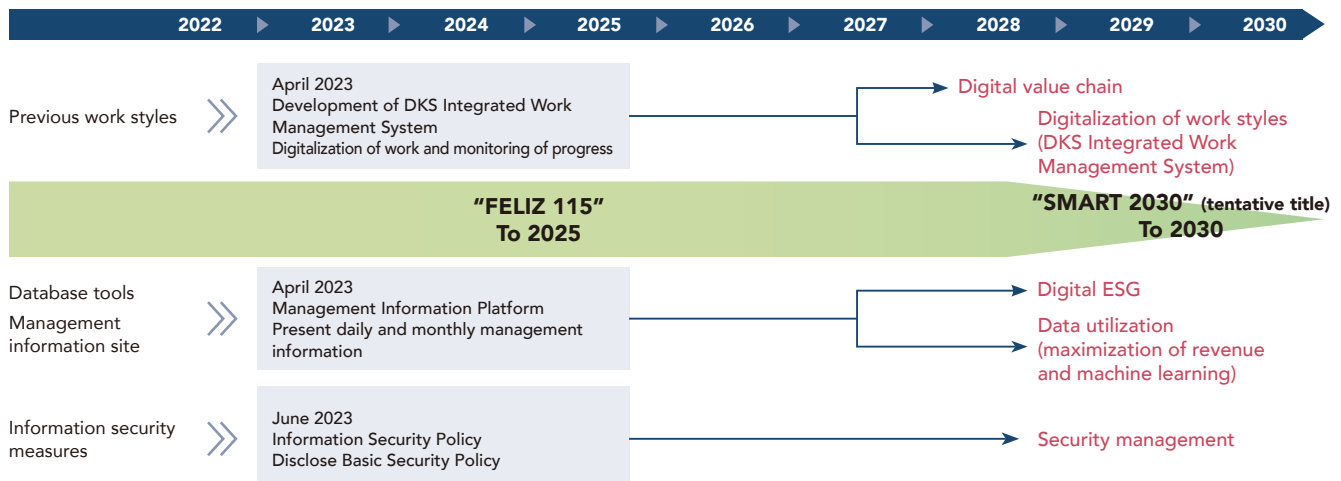 2022 2023 2024 2025 2026 2027 2028 2029 2030
Previous work styles
April 2023
Development of DKS Integrated Work
Management System
Digitalization of work and monitoring of progress
Digital value chain
Digitalization of work styles
(DKS Integrated Work
Management System)
“FELIZ 115”
To 2025
“SMART 2030” (tentative title)
To 2030
Database tools
Management
information site
April 2023
Management Information Platform
Present daily and monthly management
information
Digital ESG
Data utilization
(maximization of revenue
and machine learning)
Information security
measures
June 2023
Information Security Policy
Disclose Basic Security Policy
Security management